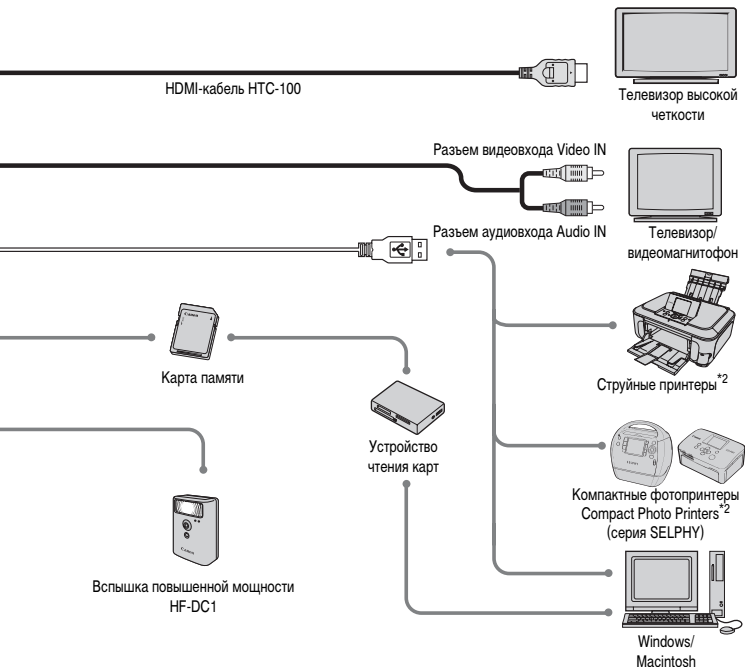 HDMI-кабель HTC-100
Телевизор высокой
четкости
Разъем видеовхода Video IN
Разъем аудиовхода Audio IN
Телевизор/
видеомагнитофон
Canon
Карта памяти
Струйные принтеры*2
Устройство
чтения карт
Компактные фотопринтеры
Compact Photo Printers*2
(серия SELPHY)
Canon
Вспышка повышенной мощности
HF-DC1
Windows/
Macintosh